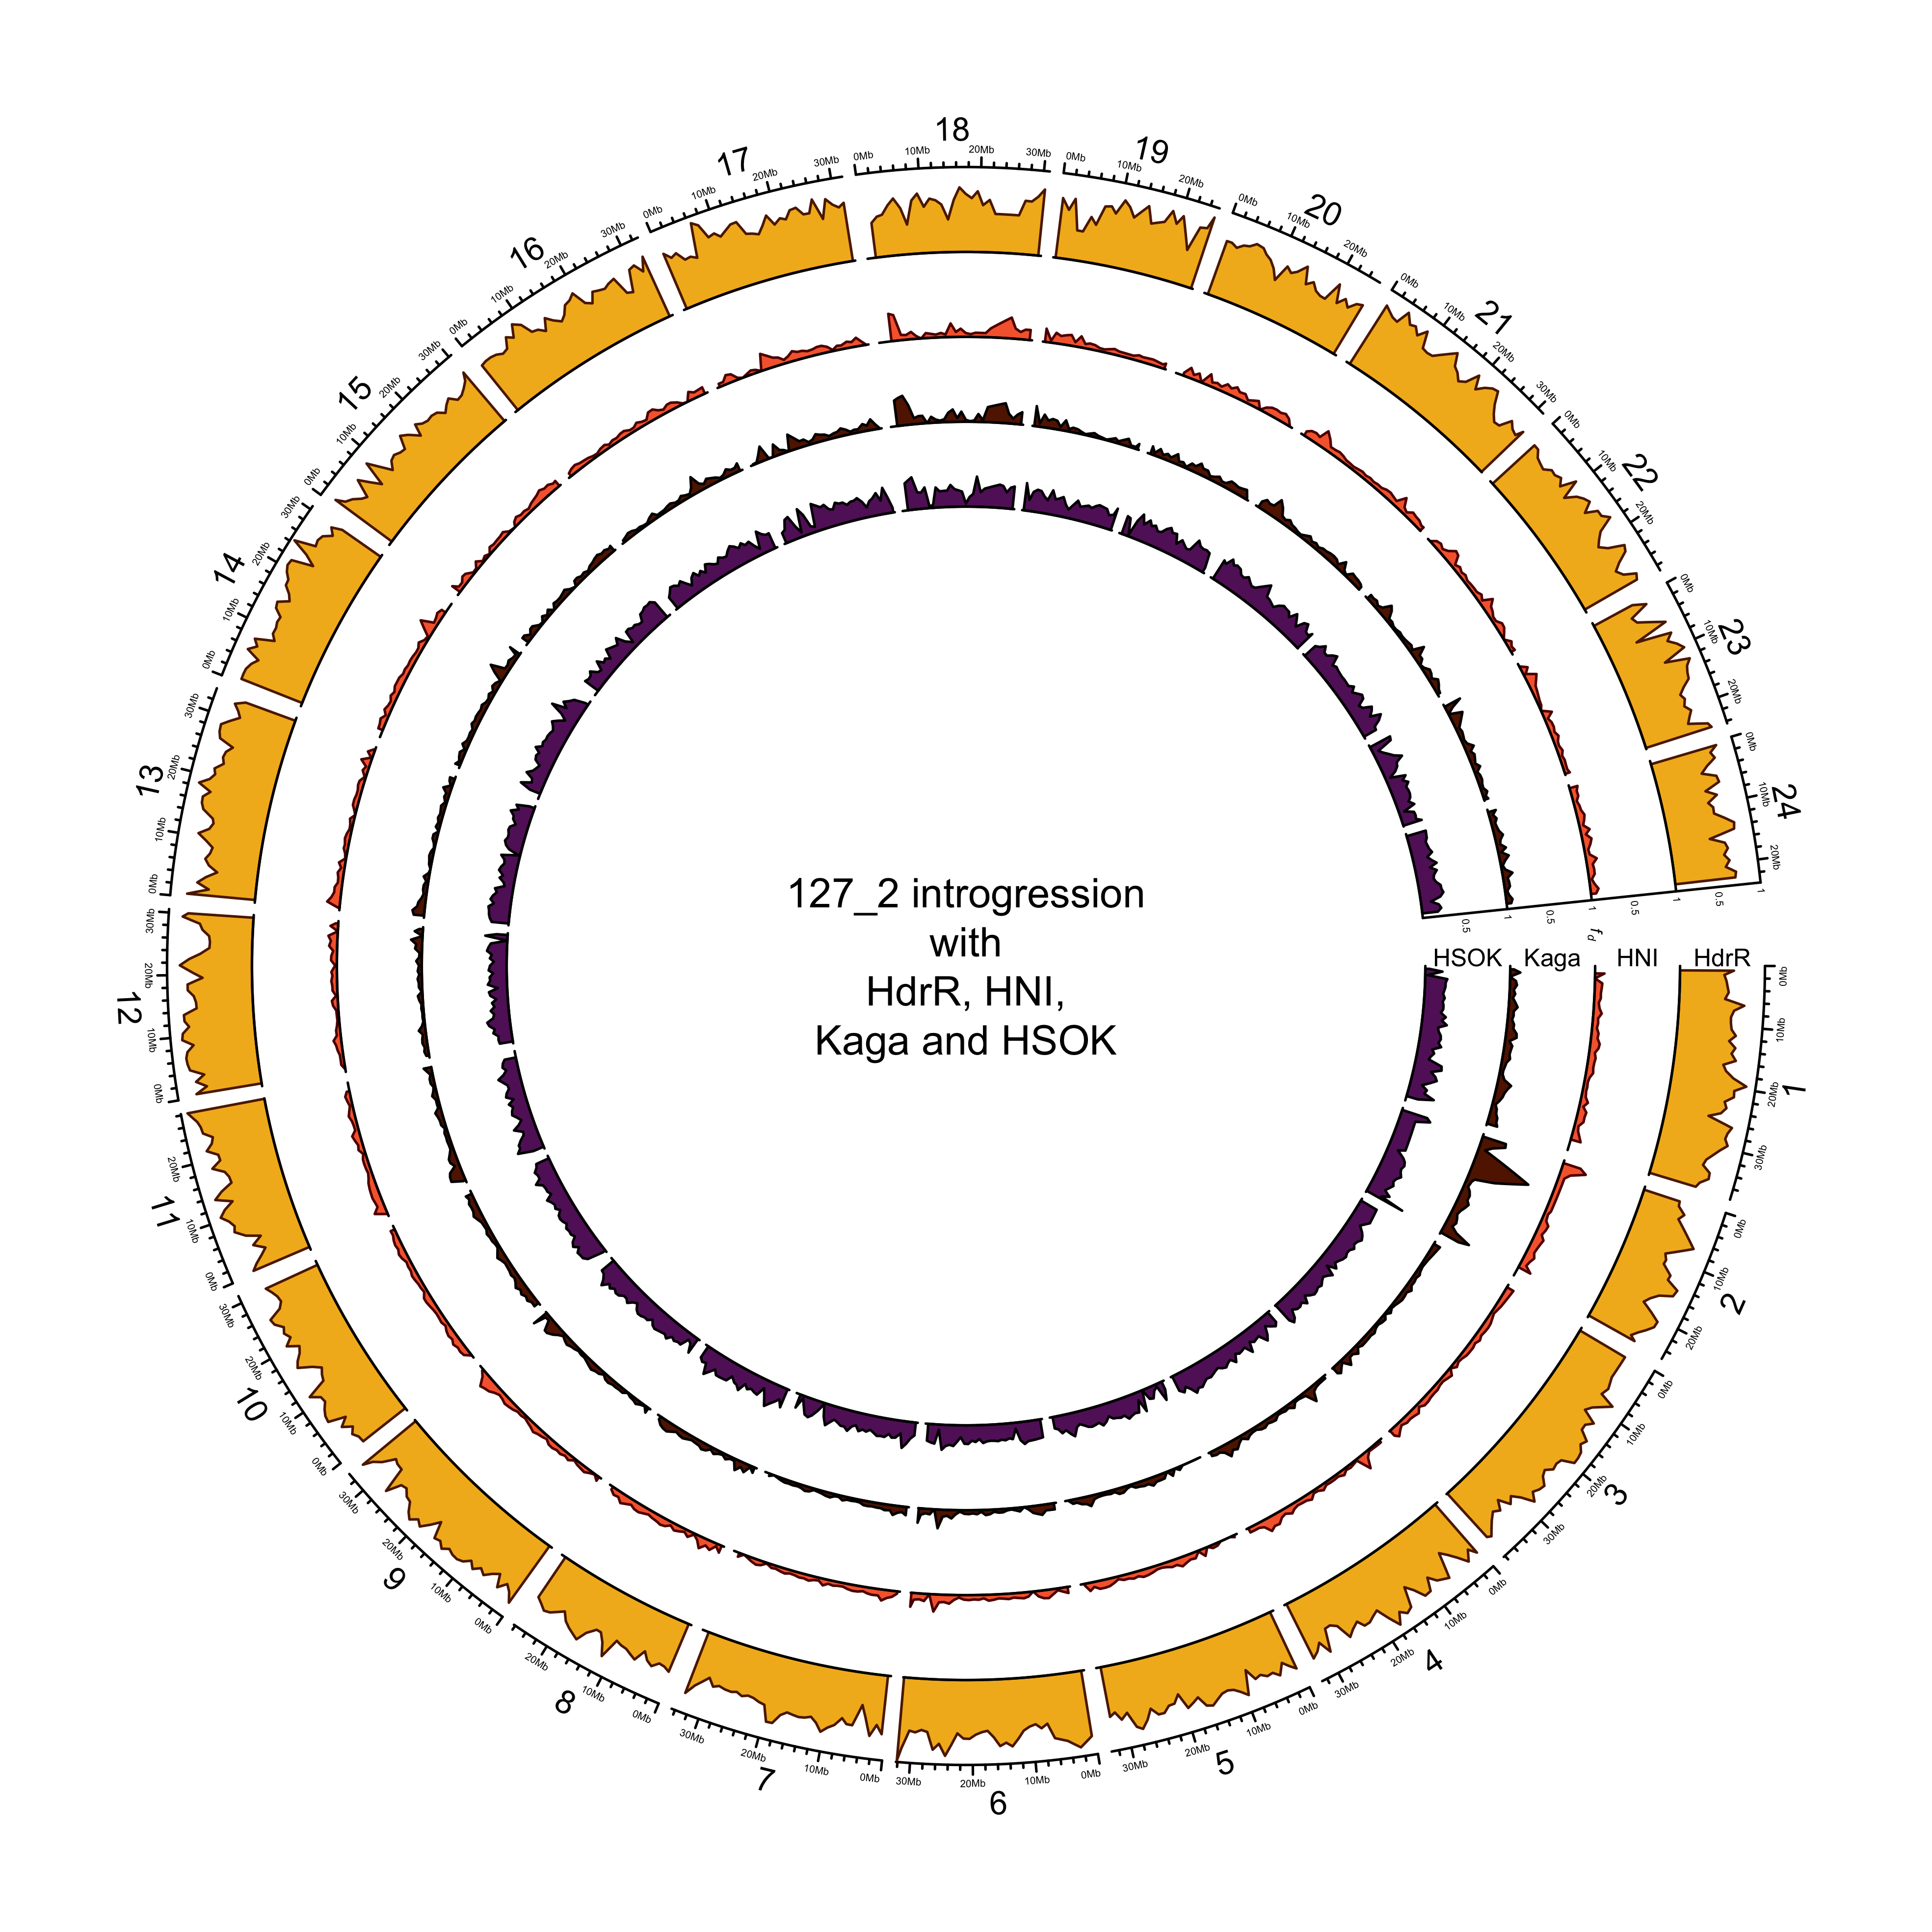 127_2 introgression
with
HdrR, HNI,
Kaga and HSOK
HSOK Kaga HNI HdrR
f d
0.5 1 0.5 1 0.5 1 0.5 1
1
0Mb 10Mb 20Mb 30Mb
2
0Mb 10Mb 20Mb
3
0Mb 10Mb 20Mb 30Mb
4
0Mb 10Mb 20Mb 30Mb
5
0Mb 10Mb 20Mb 30Mb
6
0Mb 10Mb 20Mb 30Mb
7
0Mb 10Mb 20Mb 30Mb
8
0Mb 10Mb 20Mb
9
0Mb 10Mb 20Mb 30Mb
10
0Mb 10Mb 20Mb 30Mb
11
0Mb 10Mb 20Mb
12
0Mb 10Mb 20Mb 30Mb
13
0Mb 10Mb 20Mb 30Mb
14
0Mb 10Mb 20Mb 30Mb
15
0Mb 10Mb 20Mb 30Mb
16
0Mb 10Mb 20Mb 30Mb
17
0Mb 10Mb 20Mb 30Mb
18
0Mb 10Mb 20Mb 30Mb
19
0Mb 10Mb 20Mb
20
0Mb 10Mb 20Mb
21
0Mb 10Mb 20Mb 30Mb
22
0Mb 10Mb 20Mb
23
0Mb 10Mb 20Mb
24
0Mb 10Mb 20Mb